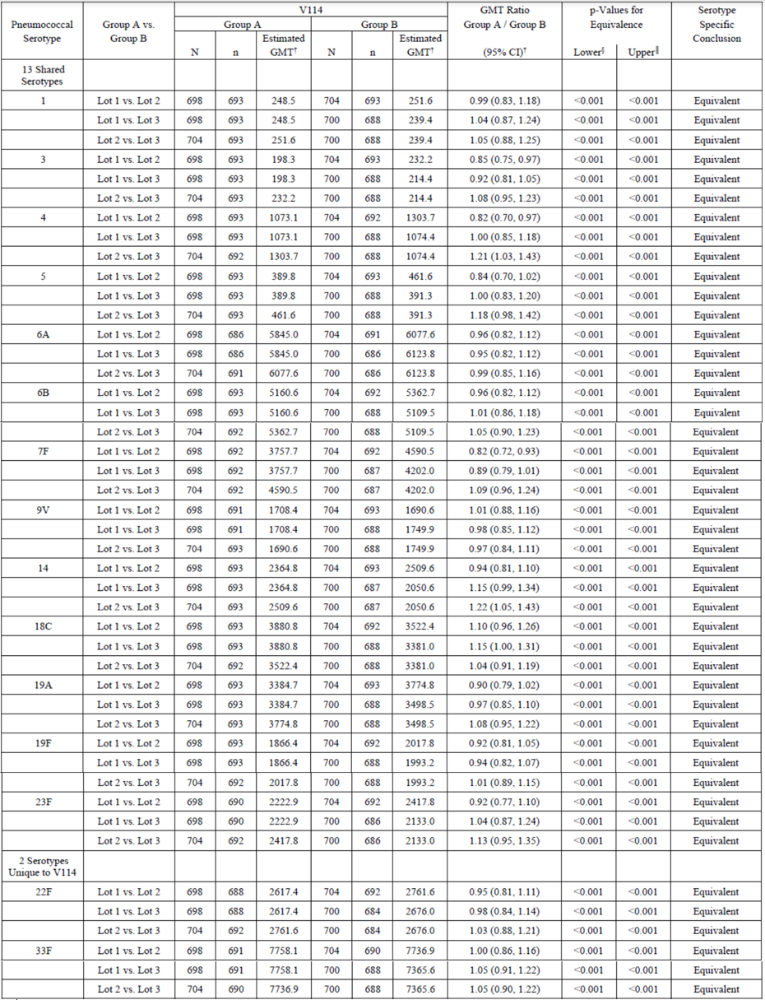 V114 GMT Ratio p-Values for Serotype
Pneumococcal Group A vs. Group A Group B Group A / Group B Equivalence Specific
Serotype Group B Estimated Estimated Conclusion
N n GMT† N n GMT† (95% CI)† Lower§ Upper‖
13 Shared
Serotypes
1 Lot 1 vs. Lot 2 698 693 248.5 704 693 251.6 0.99 (0.83, 1.18) <0.001 <0.001 Equivalent
Lot 1 vs. Lot 3 698 693 248.5 700 688 239.4 1.04 (0.87, 1.24) <0.001 <0.001 Equivalent
Lot 2 vs. Lot 3 704 693 251.6 700 688 239.4 1.05 (0.88, 1.25) <0.001 <0.001 Equivalent
3 Lot 1 vs. Lot 2 698 693 198.3 704 693 232.2 0.85 (0.75, 0.97) <0.001 <0.001 Equivalent
Lot 1 vs. Lot 3 698 693 198.3 700 688 214.4 0.92 (0.81, 1.05) <0.001 <0.001 Equivalent
Lot 2 vs. Lot 3 704 693 232.2 700 688 214.4 1.08 (0.95, 1.23) <0.001 <0.001 Equivalent
4 Lot 1 vs. Lot 2 698 693 1073.1 704 692 1303.7 0.82 (0.70, 0.97) <0.001 <0.001 Equivalent
Lot 1 vs. Lot 3 698 693 1073.1 700 688 1074.4 1.00 (0.85, 1.18) <0.001 <0.001 Equivalent
Lot 2 vs. Lot 3 704 692 1303.7 700 688 1074.4 1.21 (1.03, 1.43) <0.001 <0.001 Equivalent
5 Lot 1 vs. Lot 2 698 693 389.8 704 693 461.6 0.84 (0.70, 1.02) <0.001 <0.001 Equivalent
Lot 1 vs. Lot 3 698 693 389.8 700 688 391.3 1.00 (0.83, 1.20) <0.001 <0.001 Equivalent
Lot 2 vs. Lot 3 704 693 461.6 700 688 391.3 1.18 (0.98, 1.42) <0.001 <0.001 Equivalent
6A Lot 1 vs. Lot 2 698 686 5845.0 704 691 6077.6 0.96 (0.82, 1.12) <0.001 <0.001 Equivalent
Lot 1 vs. Lot 3 698 686 5845.0 700 686 6123.8 0.95 (0.82, 1.12) <0.001 <0.001 Equivalent
Lot 2 vs. Lot 3 704 691 6077.6 700 686 6123.8 0.99 (0.85, 1.16) <0.001 <0.001 Equivalent
6B Lot 1 vs. Lot 2 698 693 5160.6 704 692 5362.7 0.96 (0.82, 1.12) <0.001 <0.001 Equivalent
Lot 1 vs. Lot 3 698 693 5160.6 700 688 5109.5 1.01 (0.86, 1.18) <0.001 <0.001 Equivalent
Lot 2 vs. Lot 3 704 692 5362.7 700 688 5109.5 1.05 (0.90, 1.23) <0.001 <0.001 Equivalent
7F Lot 1 vs. Lot 2 698 692 3757.7 704 692 4590.5 0.82 (0.72, 0.93) <0.001 <0.001 Equivalent
Lot 1 vs. Lot 3 698 692 3757.7 700 687 4202.0 0.89 (0.79, 1.01) <0.001 <0.001 Equivalent
Lot 2 vs. Lot 3 704 692 4590.5 700 687 4202.0 1.09 (0.96, 1.24) <0.001 <0.001 Equivalent
9V Lot 1 vs. Lot 2 698 691 1708.4 704 693 1690.6 1.01 (0.88, 1.16) <0.001 <0.001 Equivalent
Lot 1 vs. Lot 3 698 691 1708.4 700 688 1749.9 0.98 (0.85, 1.12) <0.001 <0.001 Equivalent
Lot 2 vs. Lot 3 704 693 1690.6 700 688 1749.9 0.97 (0.84, 1.11) <0.001 <0.001 Equivalent
14 Lot 1 vs. Lot 2 698 693 2364.8 704 693 2509.6 0.94 (0.81, 1.10) <0.001 <0.001 Equivalent
Lot 1 vs. Lot 3 698 693 2364.8 700 687 2050.6 1.15 (0.99, 1.34) <0.001 <0.001 Equivalent
Lot 2 vs. Lot 3 704 693 2509.6 700 687 2050.6 1.22 (1.05, 1.43) <0.001 <0.001 Equivalent
18C Lot 1 vs. Lot 2 698 693 3880.8 704 692 3522.4 1.10 (0.96, 1.26) <0.001 <0.001 Equivalent
Lot 1 vs. Lot 3 698 693 3880.8 700 688 3381.0 1.15 (1.00, 1.31) <0.001 <0.001 Equivalent
Lot 2 vs. Lot 3 704 692 3522.4 700 688 3381.0 1.04 (0.91, 1.19) <0.001 <0.001 Equivalent
19A Lot 1 vs. Lot 2 698 693 3384.7 704 693 3774.8 0.90 (0.79, 1.02) <0.001 <0.001 Equivalent
Lot 1 vs. Lot 3 698 693 3384.7 700 688 3498.5 0.97 (0.85, 1.10) <0.001 <0.001 Equivalent
Lot 2 vs. Lot 3 704 693 3774.8 700 688 3498.5 1.08 (0.95, 1.22) <0.001 <0.001 Equivalent
19F Lot 1 vs. Lot 2 698 693 1866.4 704 692 2017.8 0.92 (0.81, 1.05) <0.001 <0.001 Equivalent
Lot 1 vs. Lot 3 698 693 1866.4 700 688 1993.2 0.94 (0.82, 1.07) <0.001 <0.001 Equivalent
Lot 2 vs. Lot 3 704 692 2017.8 700 688 1993.2 1.01 (0.89, 1.15) <0.001 <0.001 Equivalent
23F Lot 1 vs. Lot 2 698 690 2222.9 704 692 2417.8 0.92 (0.77, 1.10) <0.001 <0.001 Equivalent
Lot 1 vs. Lot 3 698 690 2222.9 700 686 2133.0 1.04 (0.87, 1.24) <0.001 <0.001 Equivalent
Lot 2 vs. Lot 3 704 692 2417.8 700 686 2133.0 1.13 (0.95, 1.35) <0.001 <0.001 Equivalent
2 Serotypes
Unique to V114
22F Lot 1 vs. Lot 2 698 688 2617.4 704 692 2761.6 0.95 (0.81, 1.11) <0.001 <0.001 Equivalent
Lot 1 vs. Lot 3 698 688 2617.4 700 684 2676.0 0.98 (0.84, 1.14) <0.001 <0.001 Equivalent
Lot 2 vs. Lot 3 704 692 2761.6 700 684 2676.0 1.03 (0.88, 1.21) <0.001 <0.001 Equivalent
33F Lot 1 vs. Lot 2 698 691 7758.1 704 690 7736.9 1.00 (0.86, 1.16) <0.001 <0.001 Equivalent
Lot 1 vs. Lot 3 698 691 7758.1 700 688 7365.6 1.05 (0.91, 1.22) <0.001 <0.001 Equivalent
Lot 2 vs. Lot 3 704 690 7736.9 700 688 7365.6 1.05 (0.90, 1.22) <0.001 <0.001 Equivalent